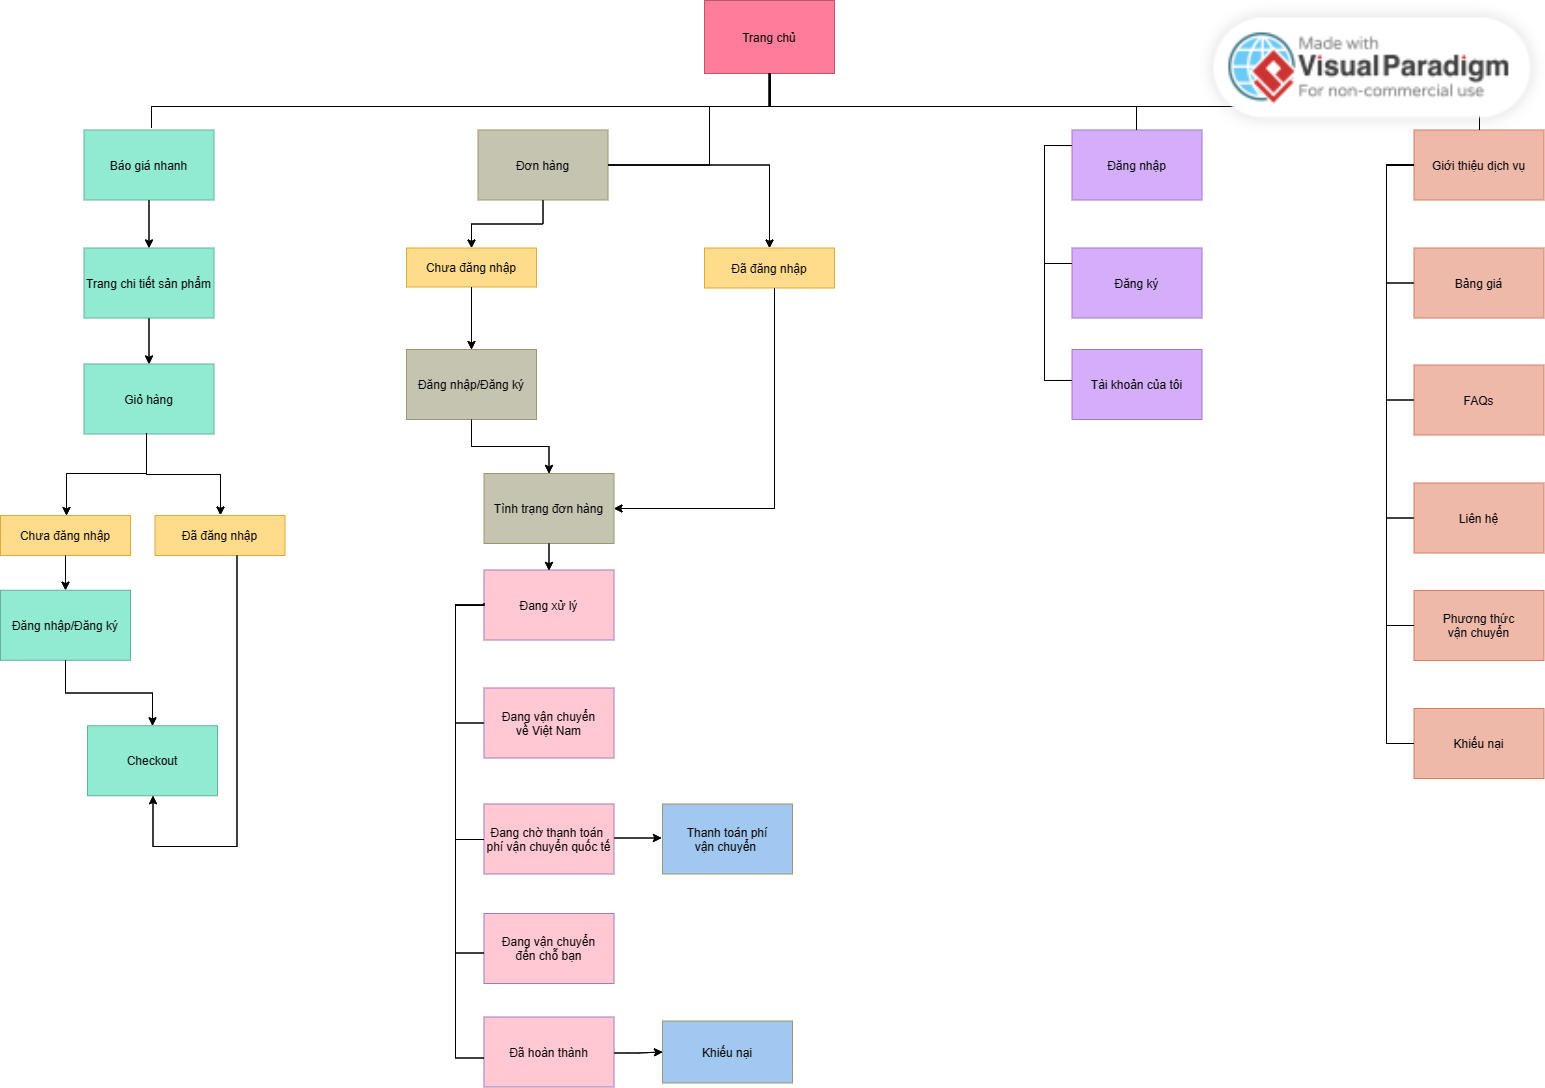 Trang chủ
Made with
Visual Paradigm
For non-commercial use
Báo giá nhanh
Đơn hàng
Đăng nhập
Giới thiệu dịch vụ
Trang chi tiết sản phẩm
Chưa đăng nhập
Đã đăng nhập
Đăng ký
Bảng giá
Giỏ hàng
Đăng nhập/Đăng ký
Tài khoản của tôi
FAQs
Chưa đăng nhập
Đã đăng nhập
Tình trạng đơn hàng
Liên hệ
Đăng nhập/Đăng ký
Đang xử lý
Phương thức
vận chuyển
Đang vận chuyển
về Việt Nam
Checkout
Khiếu nại
Đang chờ thanh toán
phí vận chuyển quốc tế
Thanh toán phí
vận chuyển
Đang vận chuyển
đến chỗ bạn
Đã hoàn thành
Khiếu nại